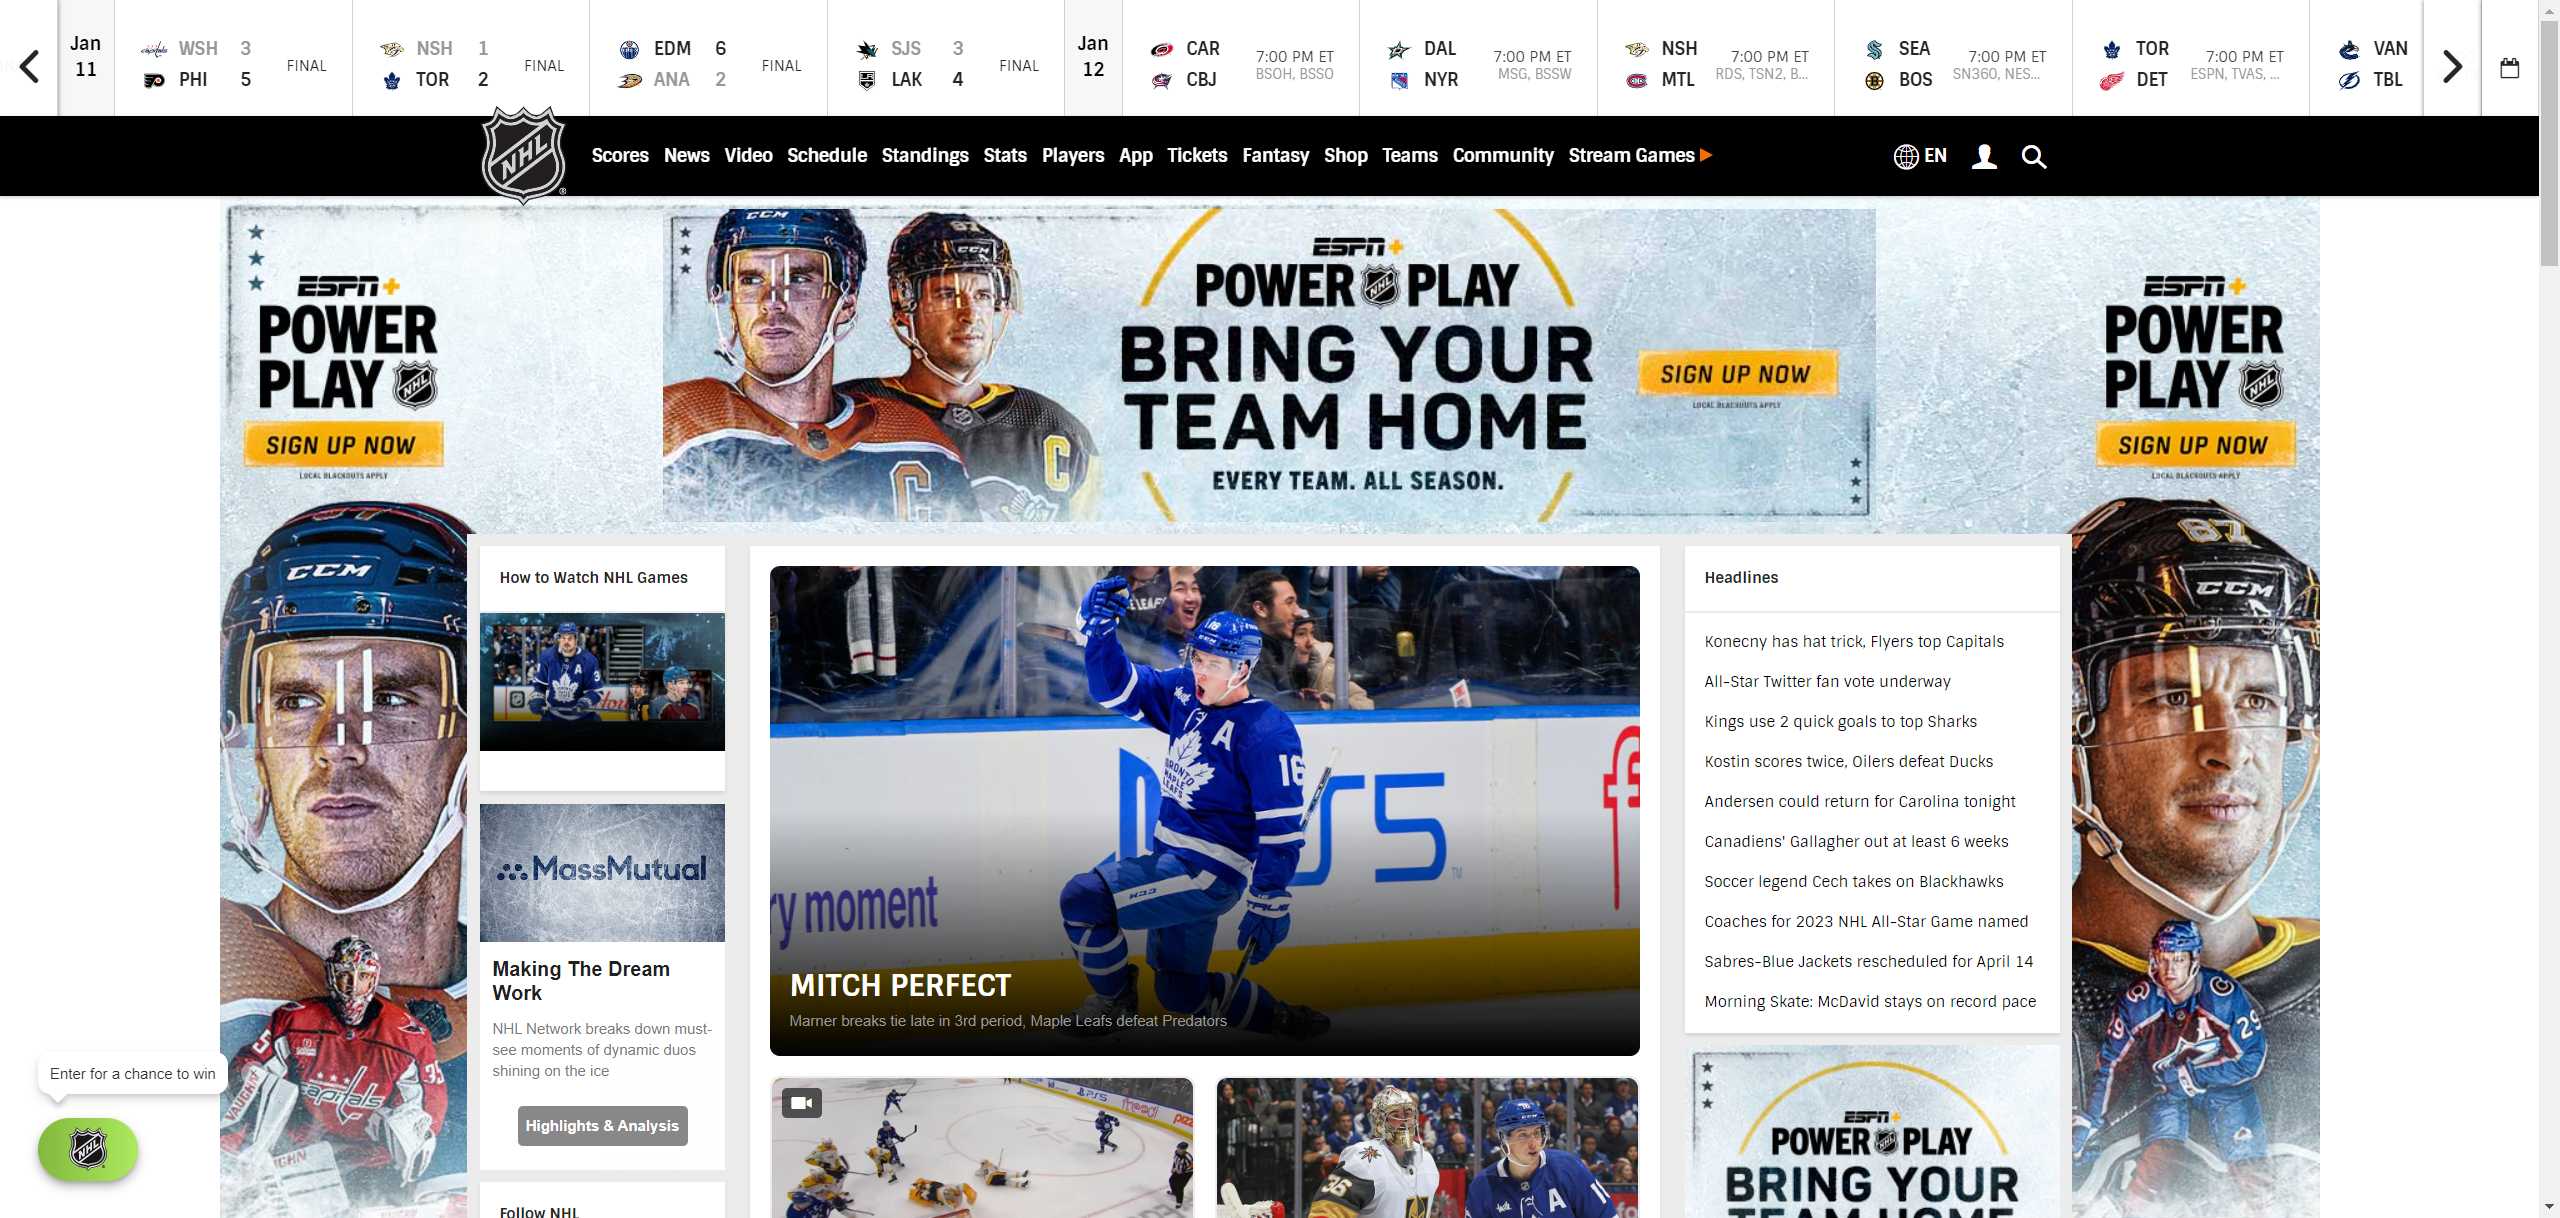 Jan
11
WSH 3
PHI 5
FINAL
NSH 1
TOR 2
FINAL
EDM 6
ANA 2
FINAL
SJS 3
LAK 4
FINAL
Jan
12
CAR
CBJ
7:00 PM ET
BSOH, BSSO
DAL
NYR
7:00 PM ET
MSG, BSSW
NSH
MTL
7:00 PM ET
RDS, TSN2, B...
SEA
BOS
7:00 PM ET
SN360, NES...
TOR
DET
7:00 PM ET
ESPN, TVAS, ...
VAN
TBL
NHL
Scores News Video Schedule Standings Stats Players App Tickets Fantasy Shop Teams Community Stream Games
EN
ESPN+
POWER
PLAY
SIGN UP NOW
LOCAL BLACKOUTS APPLY
ESPN+
POWER PLAY
BRING YOUR
TEAM HOME
EVERY TEAM. ALL SEASON.
SIGN UP NOW
LOCAL BLACKOUTS APPLY
ESPN+
POWER
PLAY
SIGN UP NOW
LOCAL BLACKOUTS APPLY
CCM
CCM
How to Watch NHL Games
MassMutual
Making The Dream
Work
NHL Network breaks down must-
see moments of dynamic duos
shining on the ice
Highlights & Analysis
Follow NHL
PS5
ry moment
MITCH PERFECT
Marner breaks tie late in 3rd period, Maple Leafs defeat Predators
Headlines
Konecny has hat trick, Flyers top Capitals
All-Star Twitter fan vote underway
Kings use 2 quick goals to top Sharks
Kostin scores twice, Oilers defeat Ducks
Andersen could return for Carolina tonight
Canadiens' Gallagher out at least 6 weeks
Soccer legend Cech takes on Blackhawks
Coaches for 2023 NHL All-Star Game named
Sabres-Blue Jackets rescheduled for April 14
Morning Skate: McDavid stays on record pace
ESPN+
POWER PLAY
BRING YOUR
TEAM HOME
Enter for a chance to win
NHL